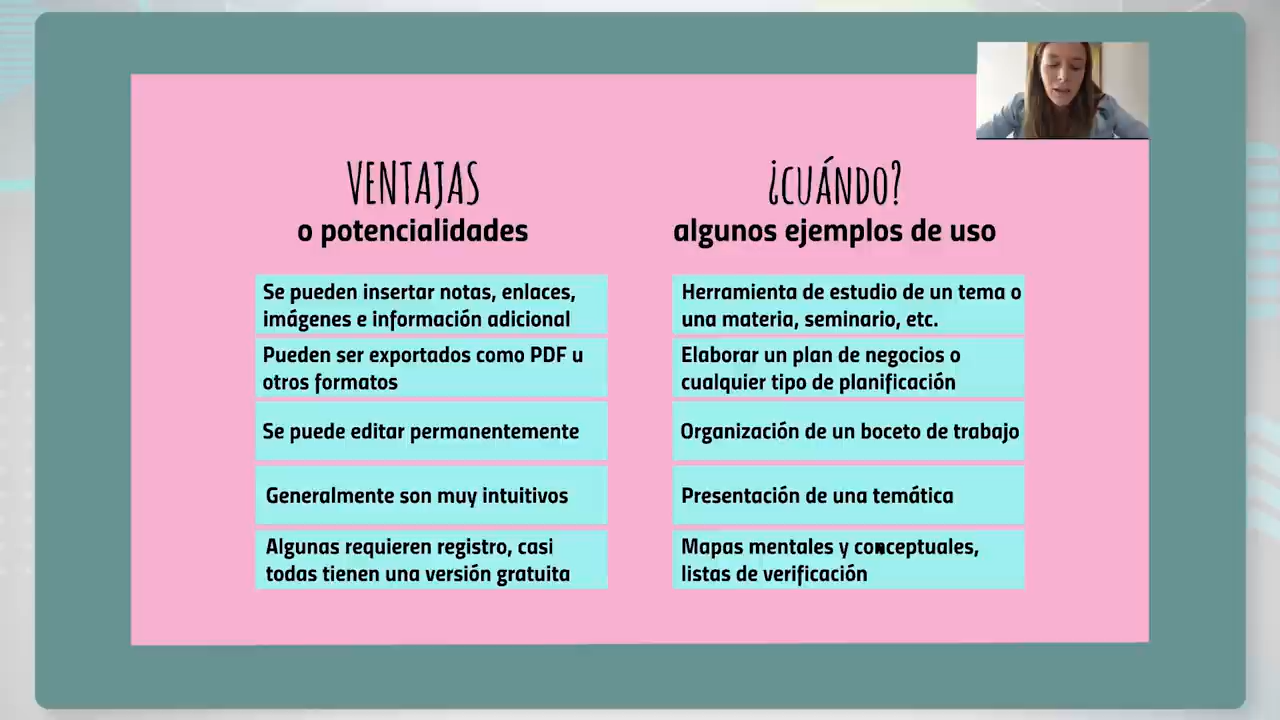 VENTAJAS
o potencialidades
Se pueden insertar notas, enlaces,
imágenes e información adicional
Pueden ser exportados como PDF u
otros formatos
Se puede editar permanentemente
Generalmente son muy intuitivos
Algunas requieren registro, casi
todas tienen una versión gratuita
¿CUÁNDO?
algunos ejemplos de uso
Herramienta de estudio de un tema o
una materia, seminario, etc.
Elaborar un plan de negocios o
cualquier tipo de planificación
Organización de un boceto de trabajo
Presentación de una temática
Mapas mentales y conceptuales,
listas de verificación